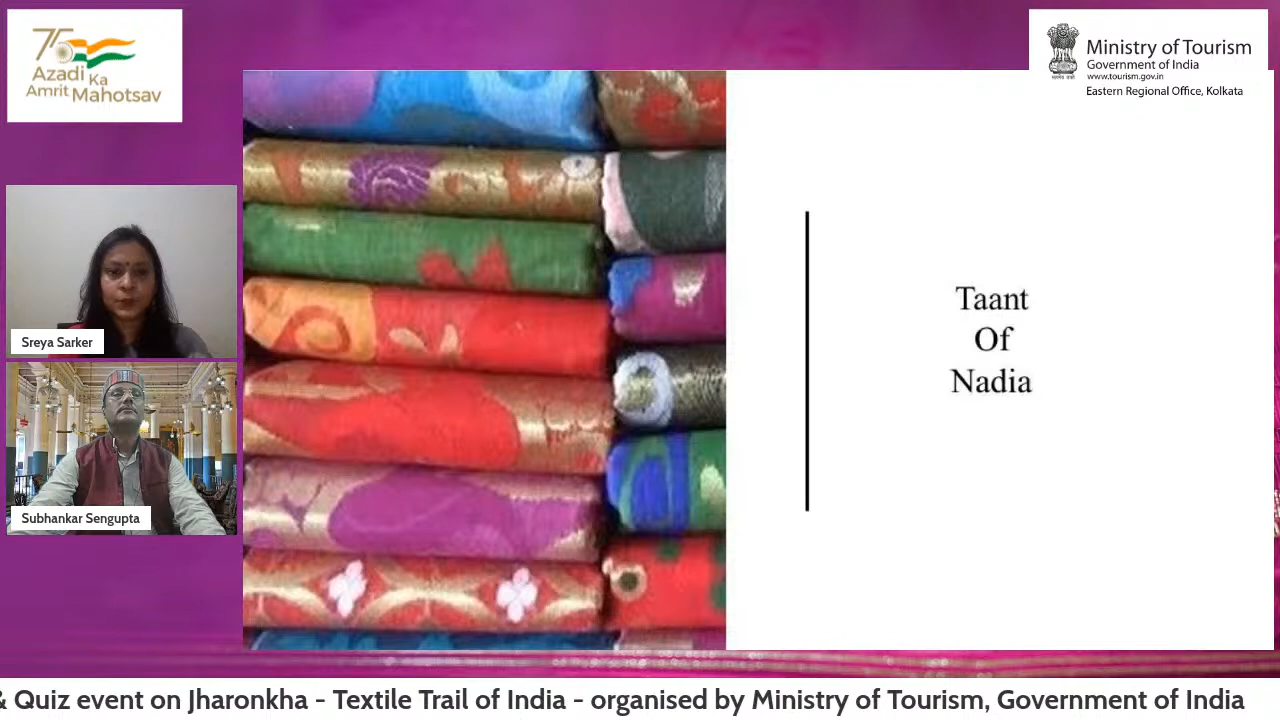 75
Azadi Ka
Amrit Mahotsav
Ministry of Tourism
Government of India
www.tourism.gov.in
Eastern Regional Office, Kolkata
Sreya Sarker
Subhankar Sengupta
Taant
Of
Nadia
& Quiz event on Jharonkha - Textile Trail of India - organised by Ministry of Tourism, Government of India